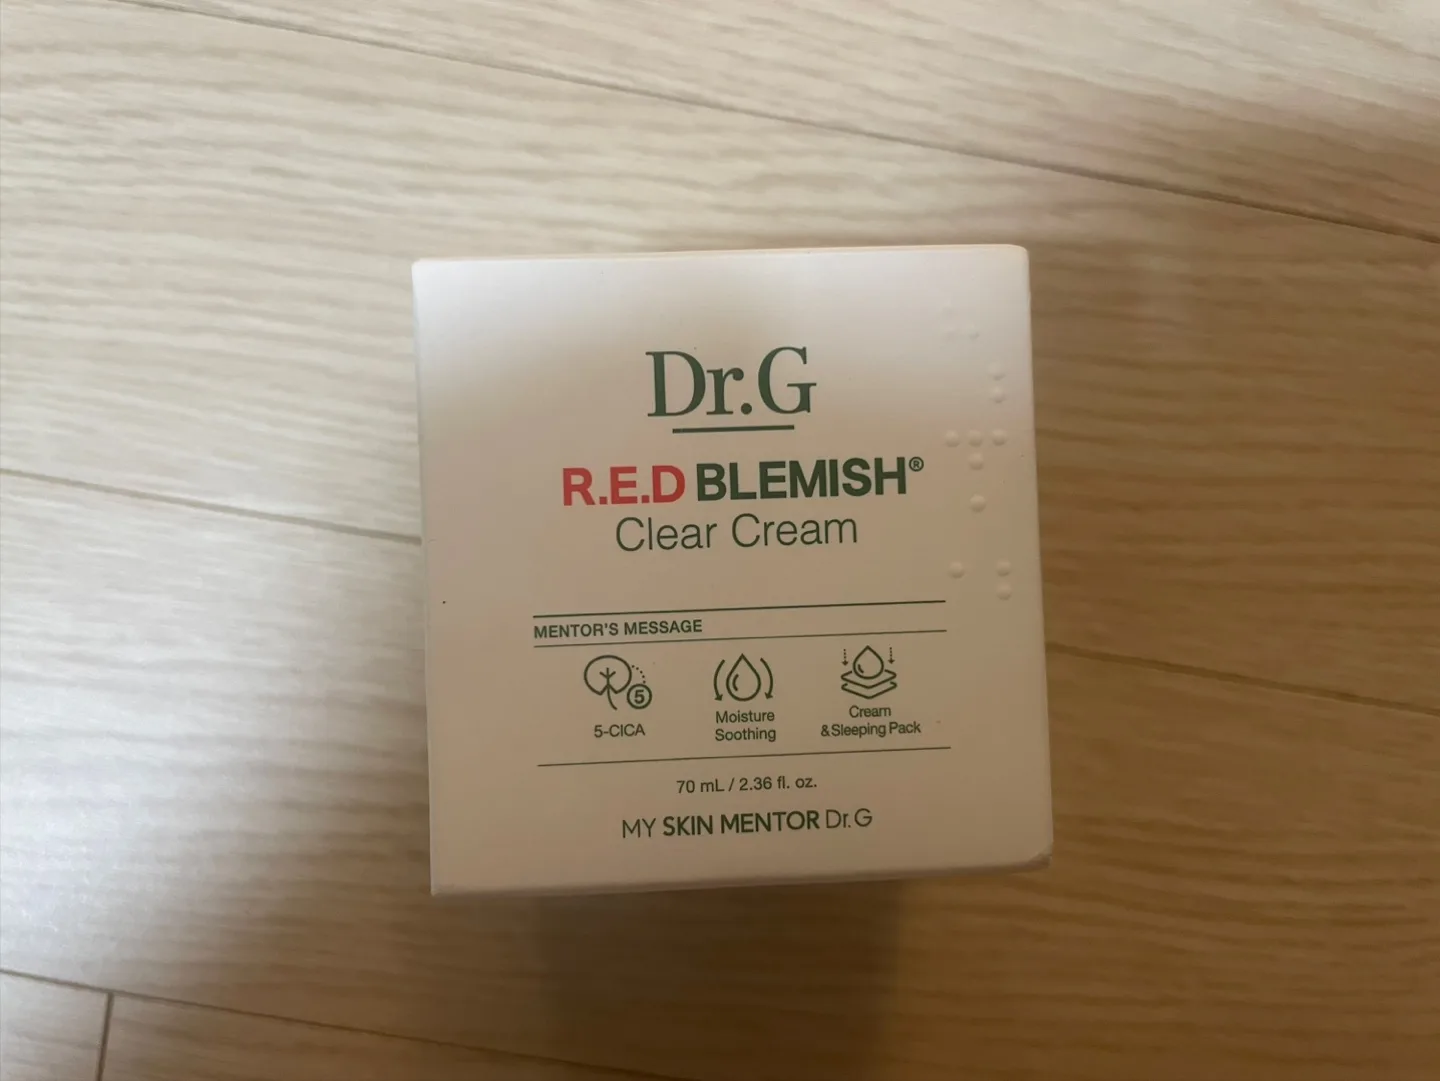 Dr.G
R.E.D BLEMISH®
Clear Cream
MENTOR'S MESSAGE
5
5-CICA
Moisture
Soothing
Cream
& Sleeping Pack
70 mL / 2.36 fl. oz.
MY SKIN MENTOR Dr.G